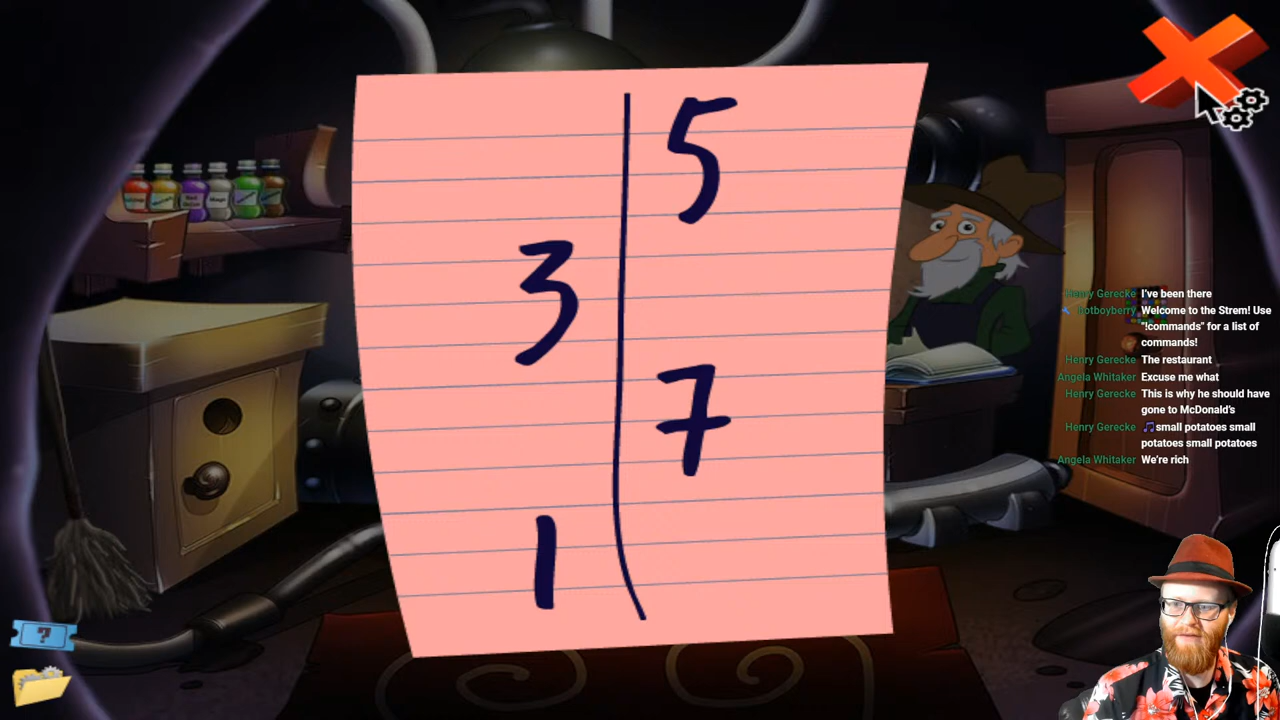 5
3
7
1
Henry Gerecke I've been there
botboyberry Welcome to the Strem! Use
"!commands" for a list of
commands!
Henry Gerecke The restaurant
Angela Whitaker Excuse me what
Henry Gerecke This is why he should have
gone to McDonald's
Henry Gerecke 🎵small potatoes small
potatoes small potatoes
Angela Whitaker We're rich
?